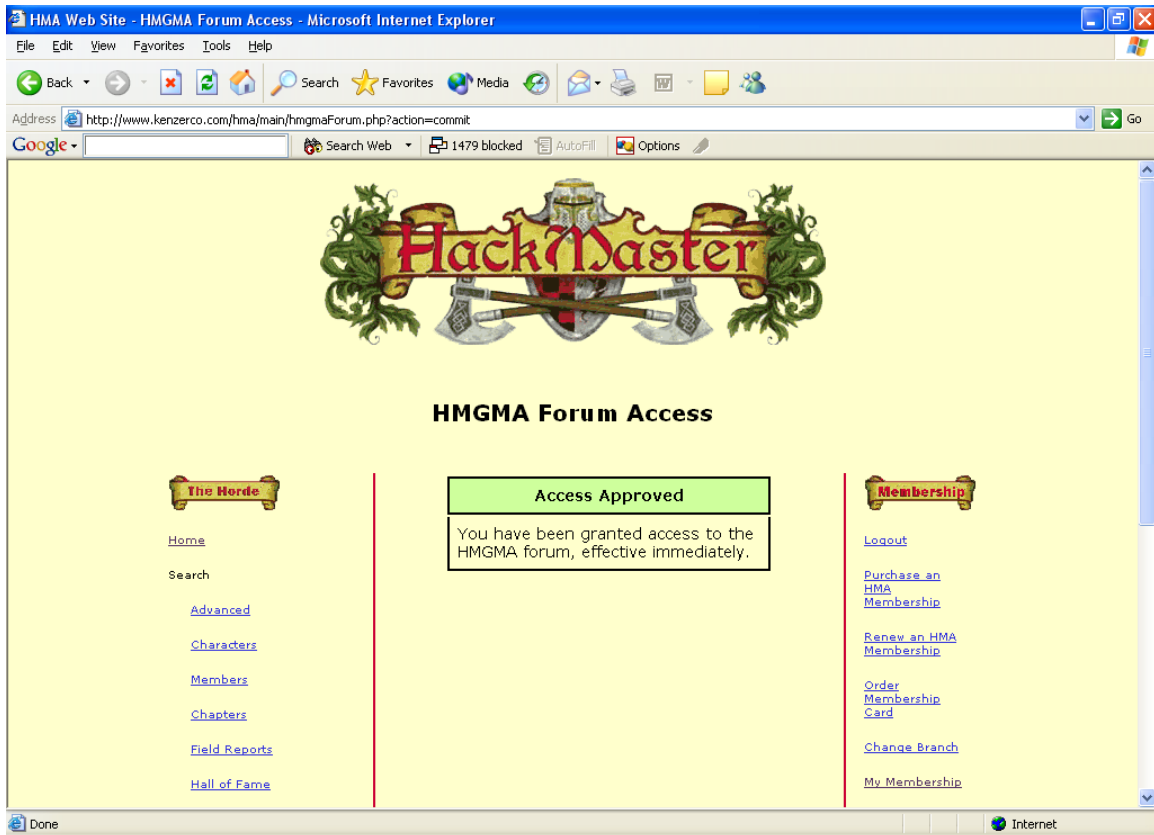 HMA Web Site - HMGMA Forum Access - Microsoft Internet Explorer
File Edit View Favorites Tools Help
Back Search Favorites Media
Address http://www.kenzerco.com/hma/main/hmgmaForum.php?action=commit Go
Google Search Web 1479 blocked AutoFill Options
HackMaster
HMGMA Forum Access
The Horde
Home
Search
Advanced
Characters
Members
Chapters
Field Reports
Hall of Fame
Access Approved
You have been granted access to the
HMGMA forum, effective immediately.
Membership
Logout
Purchase an
HMA
Membership
Renew an HMA
Membership
Order
Membership
Card
Change Branch
My Membership
Done Internet